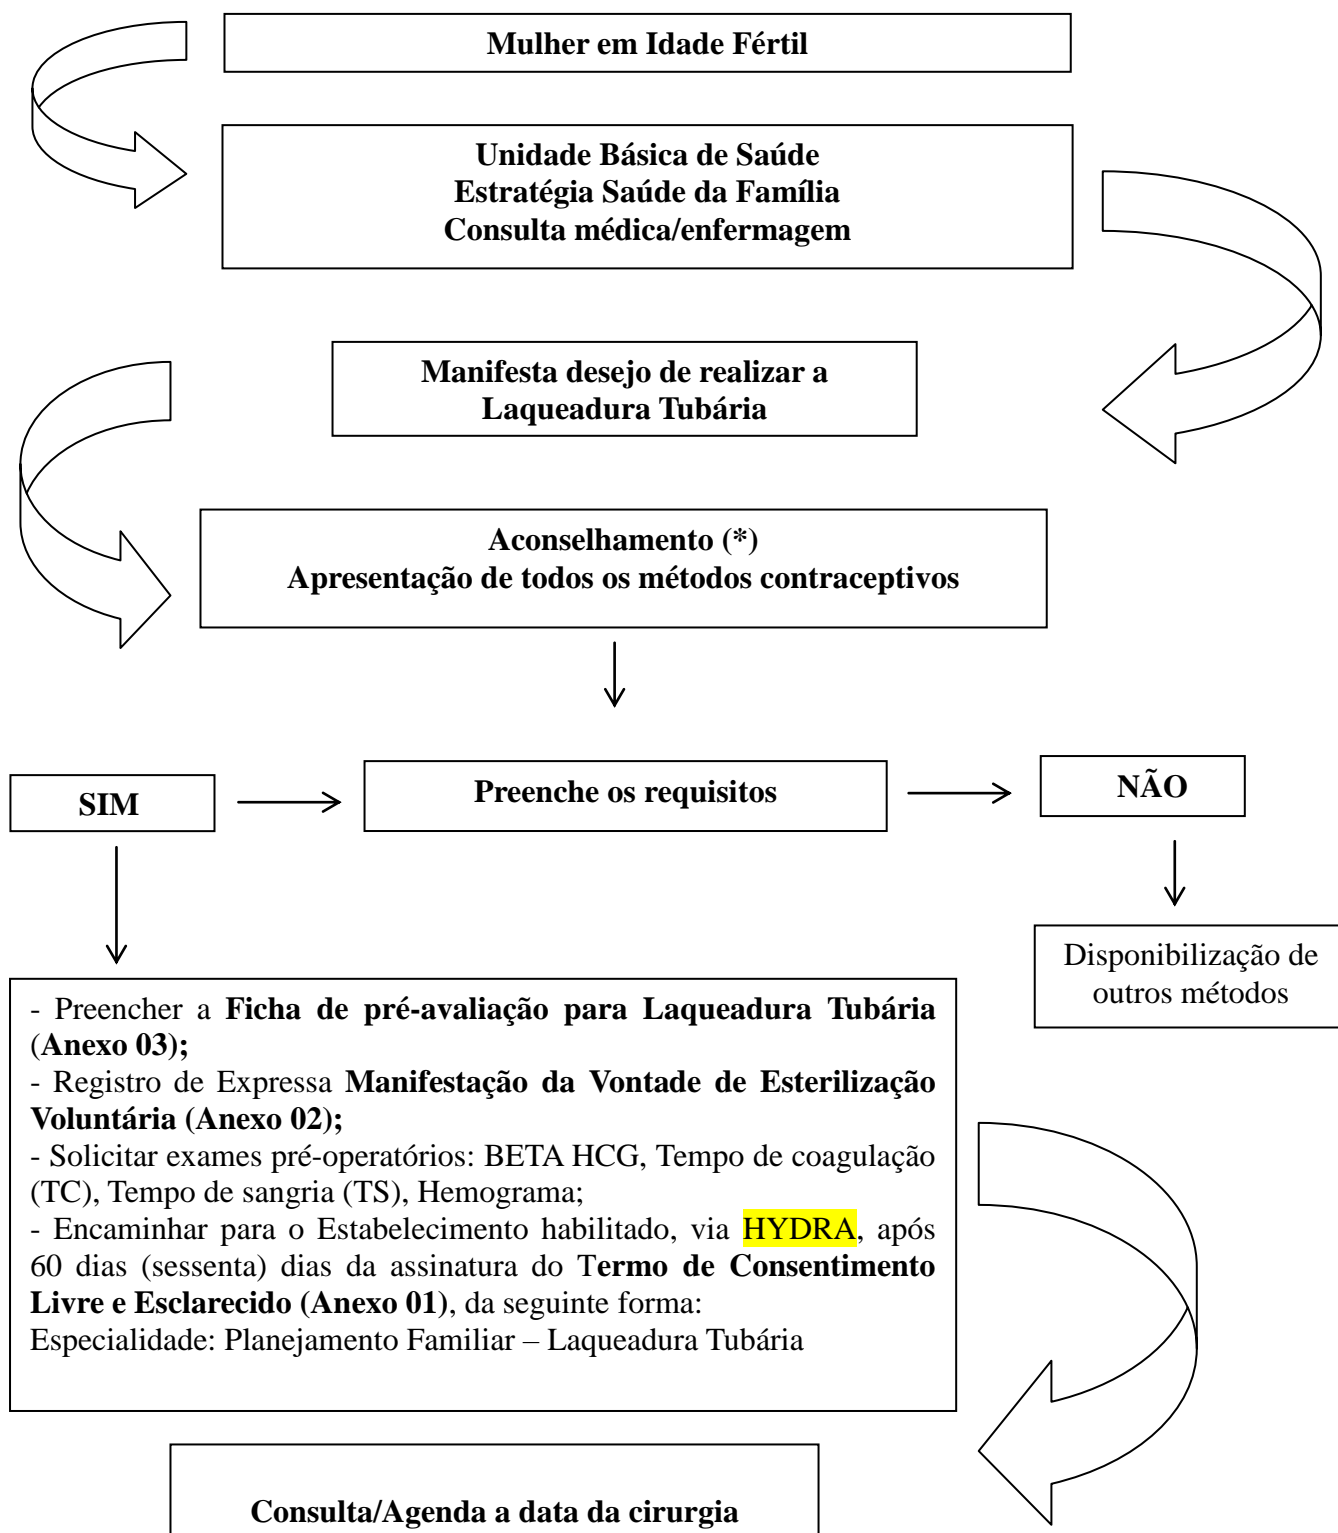 Mulher em Idade Fértil
Unidade Básica de Saúde
Estratégia Saúde da Família
Consulta médica/enfermagem
Manifesta desejo de realizar a
Laqueadura Tubária
Aconselhamento (*)
Apresentação de todos os métodos contraceptivos
SIM
Preenche os requisitos
NÃO
Disponibilização de
outros métodos
- Preencher a Ficha de pré-avaliação para Laqueadura Tubária
(Anexo 03);
- Registro de Expressa Manifestação da Vontade de Esterilização
Voluntária (Anexo 02);
- Solicitar exames pré-operatórios: BETA HCG, Tempo de coagulação
(TC), Tempo de sangria (TS), Hemograma;
- Encaminhar para o Estabelecimento habilitado, via HYDRA, após
60 dias (sessenta) dias da assinatura do Termo de Consentimento
Livre e Esclarecido (Anexo 01), da seguinte forma:
Especialidade: Planejamento Familiar – Laqueadura Tubária
Consulta/Agenda a data da cirurgia